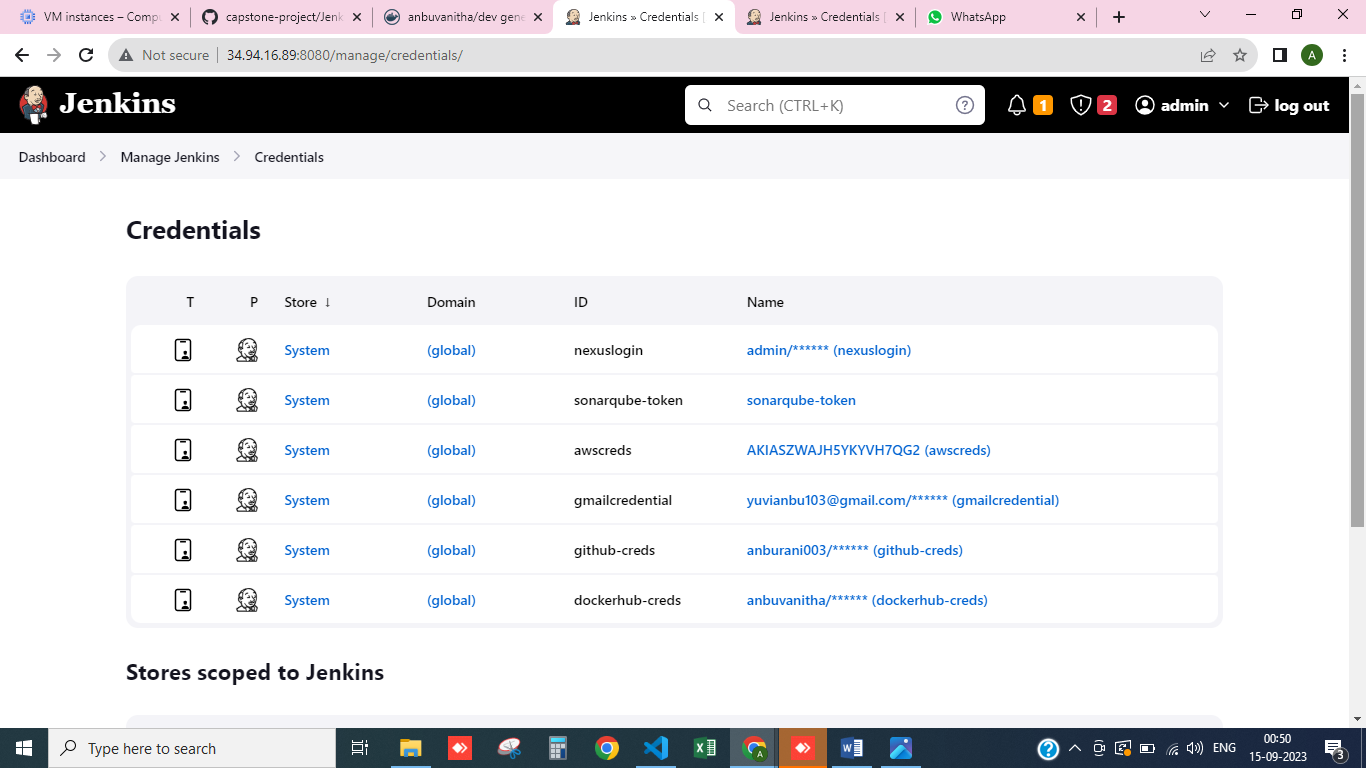 VM instances – Compu
capstone-project/Jenk
anbuvanitha/dev gene
Jenkins » Credentials [
Jenkins » Credentials [
WhatsApp
Not secure
34.94.16.89:8080/manage/credentials/
A
Jenkins
Search (CTRL+K)
1
2
admin
log out
Dashboard
Manage Jenkins
Credentials
Credentials
T P Store ↓ Domain ID Name
System (global) nexuslogin admin/****** (nexuslogin)
System (global) sonarqube-token sonarqube-token
System (global) awscreds AKIASZWAJH5YKYVH7QG2 (awscreds)
System (global) gmailcredential yuvianbu103@gmail.com/****** (gmailcredential)
System (global) github-creds anburani003/****** (github-creds)
System (global) dockerhub-creds anbuvanitha/****** (dockerhub-creds)
Stores scoped to Jenkins
Type here to search
ENG
00:50
15-09-2023
3